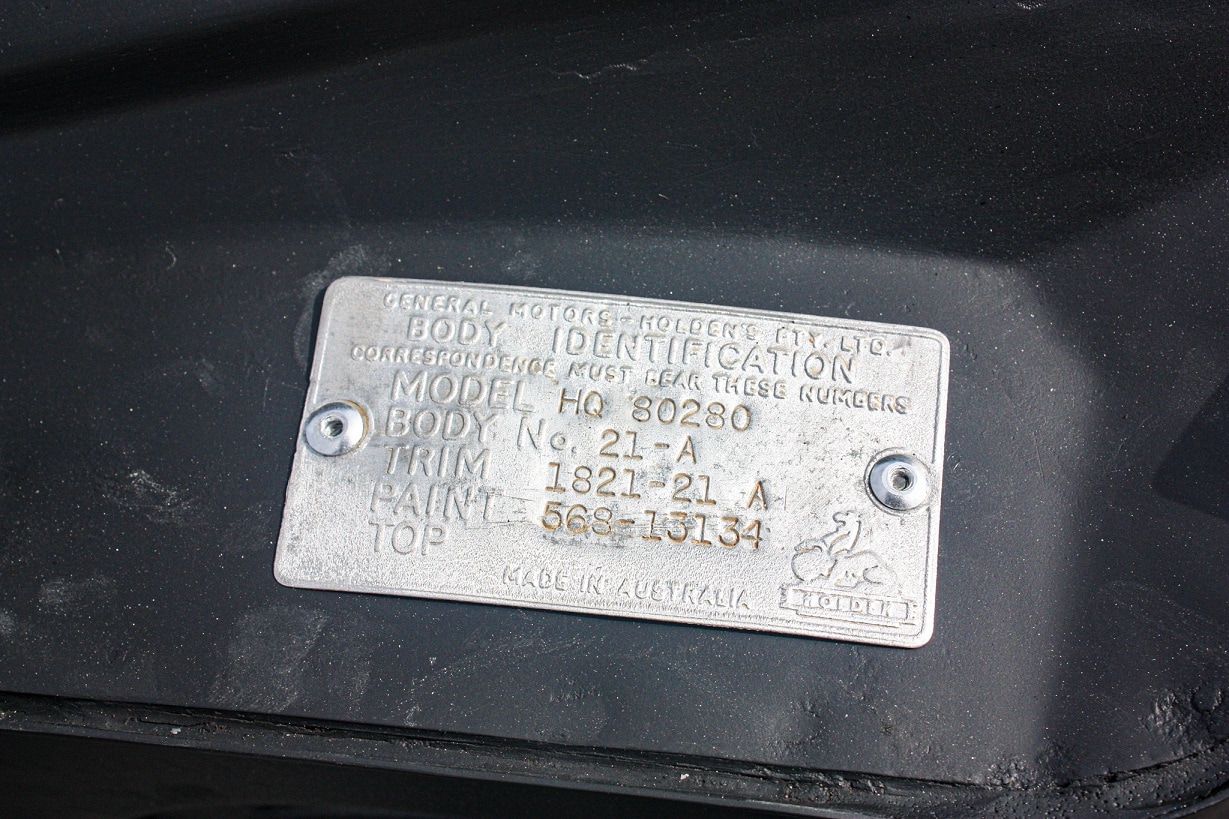 GENERAL MOTORS - HOLDEN'S PTY. LTD.
BODY IDENTIFICATION
CORRESPONDENCE MUST BEAR THESE NUMBERS
MODEL HQ 80280
BODY No. 21-A
TRIM 1821-21 A
PAINT 568-13134
TOP
MADE IN AUSTRALIA
HOLDEN